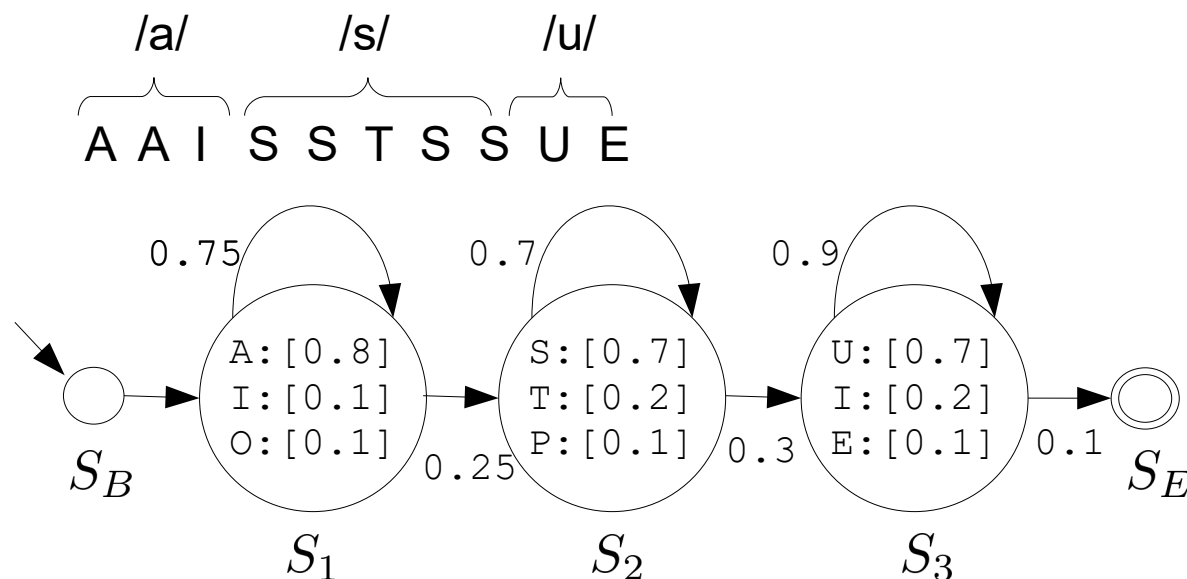 /a/ /s/ /u/
A A I S S T S S U E
0.75 0.7 0.9
A:[0.8] S:[0.7] U:[0.7]
I:[0.1] T:[0.2] I:[0.2]
O:[0.1] P:[0.1] E:[0.1]
0.25 0.3 0.1
S_B S_E
S_1 S_2 S_3